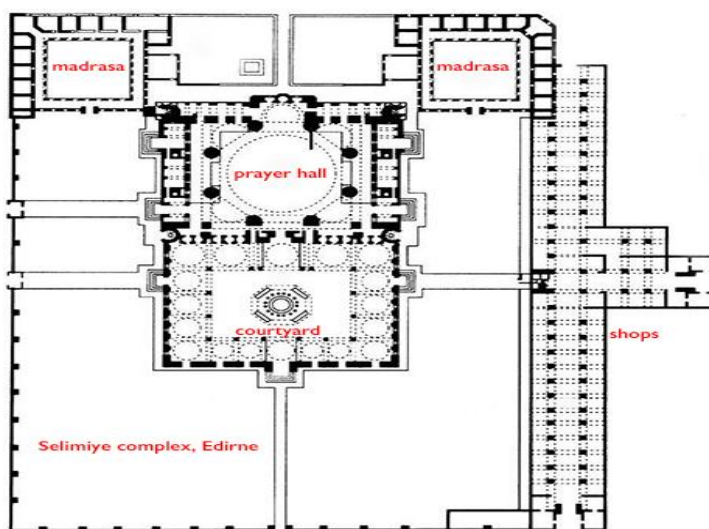 madrasa
madrasa
prayer hall
courtyard
shops
Selimiye complex, Edirne